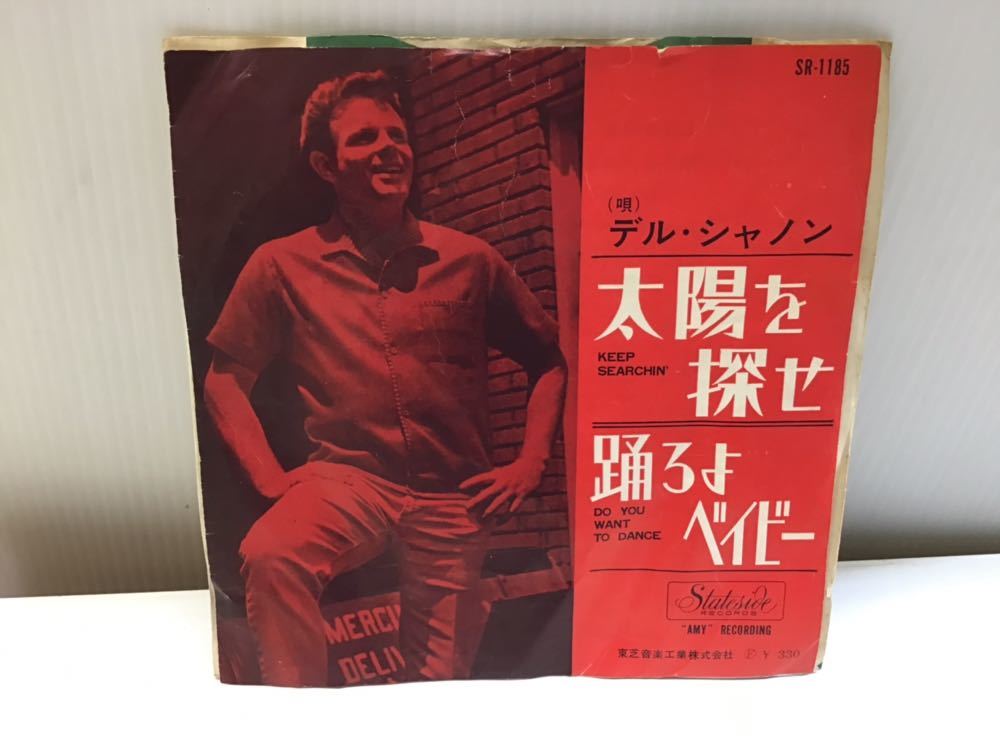 SR-1185
(唄)
デル・シャノン
太陽を
KEEP
SEARCHIN'
探せ
踊ろよ
DO YOU
WANT
TO DANCE
ベイビー
Stateside
RECORDS
"AMY" RECORDING
東芝音楽工業株式会社 Ⓟ ¥ 330
MERCH
DELIV